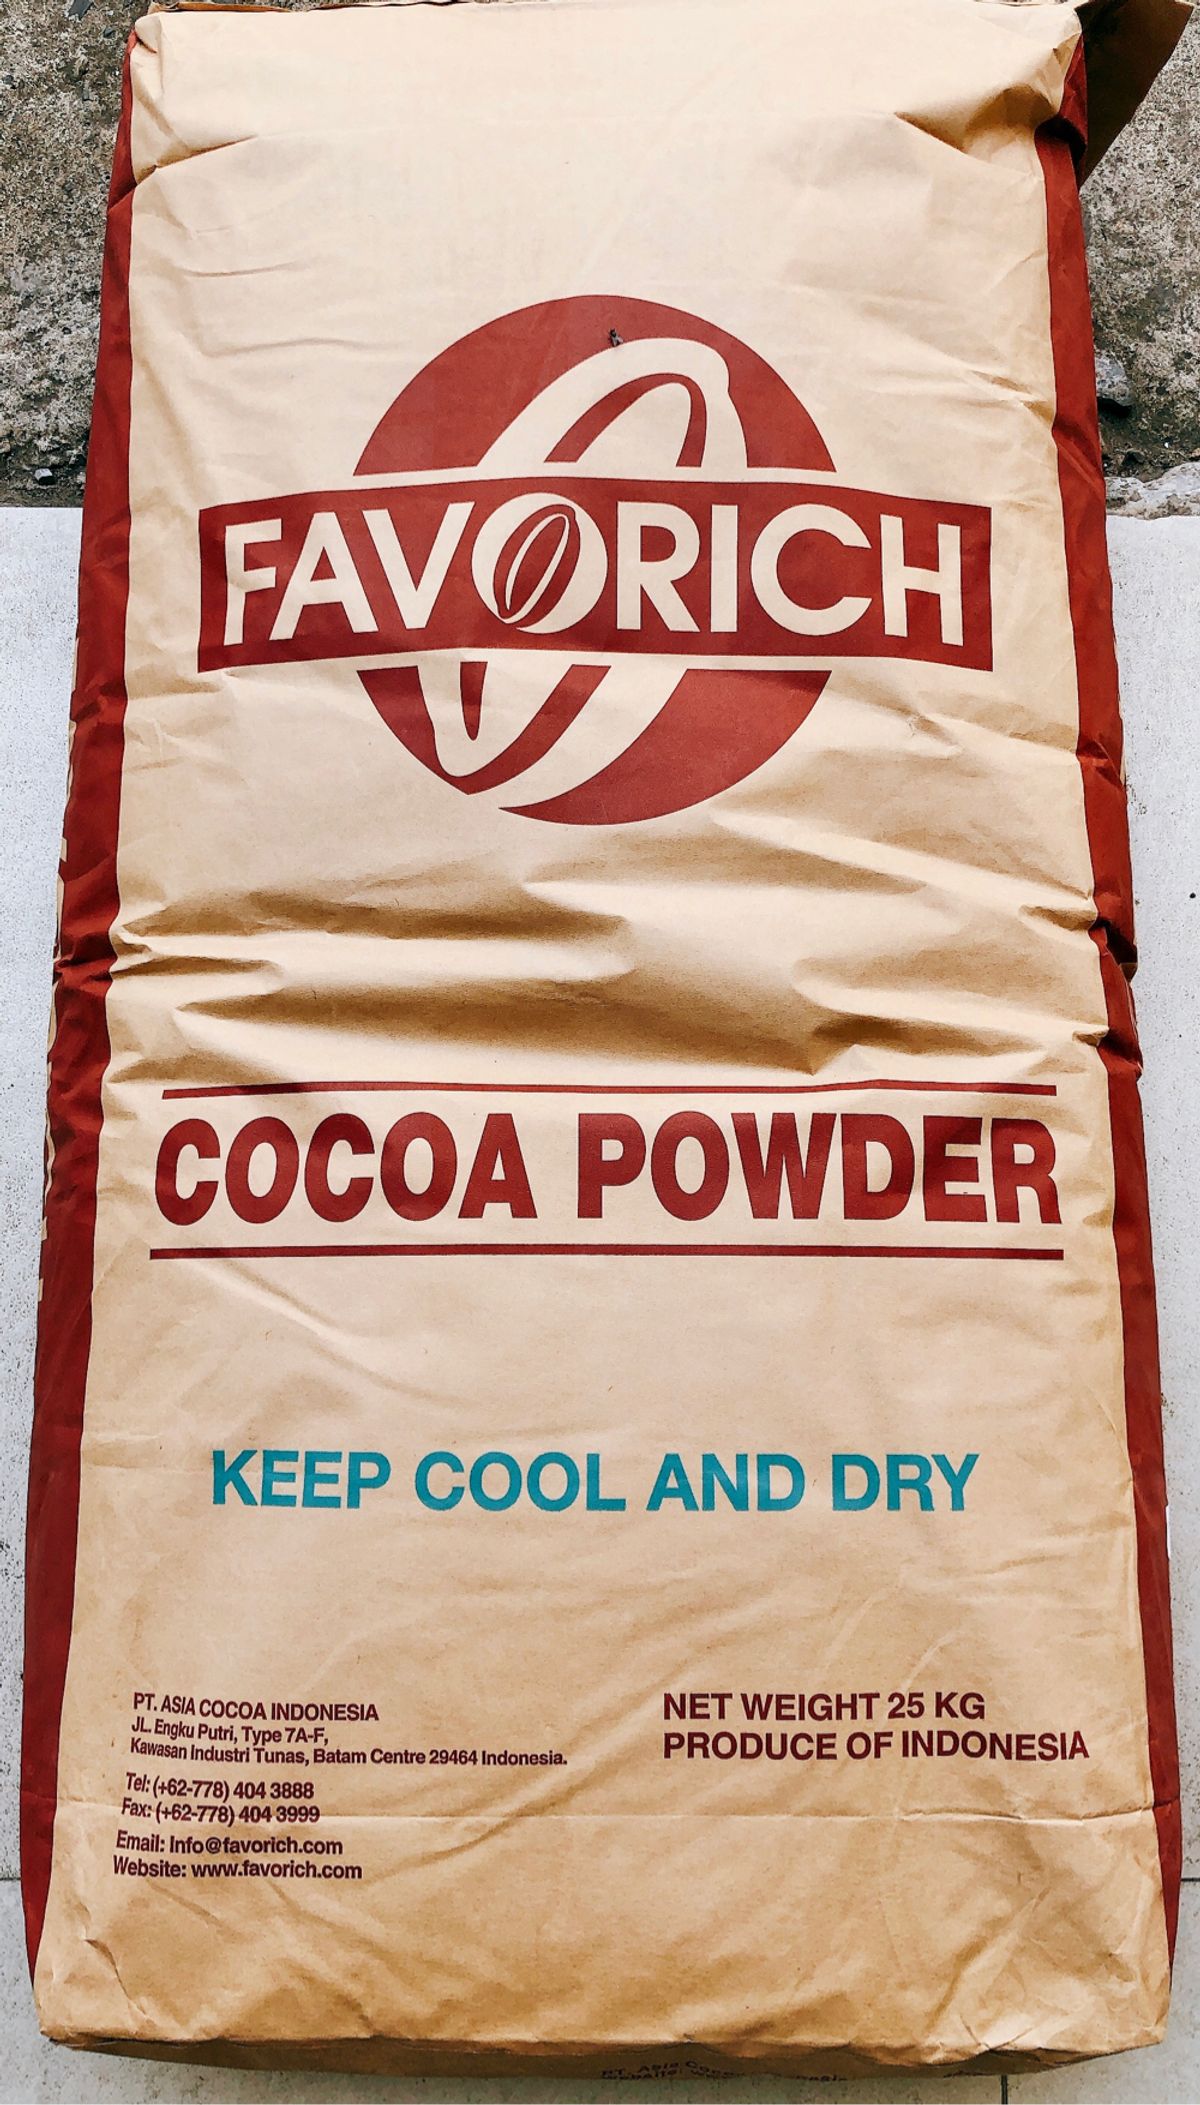 FAVORICH
COCOA POWDER
KEEP COOL AND DRY
PT. ASIA COCOA INDONESIA
JL. Engku Putri, Type 7A-F,
Kawasan Industri Tunas, Batam Centre 29464 Indonesia.
Tel: (+62-778) 404 3888
Fax: (+62-778) 404 3999
Email: Info@favorich.com
Website: www.favorich.com
NET WEIGHT 25 KG
PRODUCE OF INDONESIA
PT. Asia